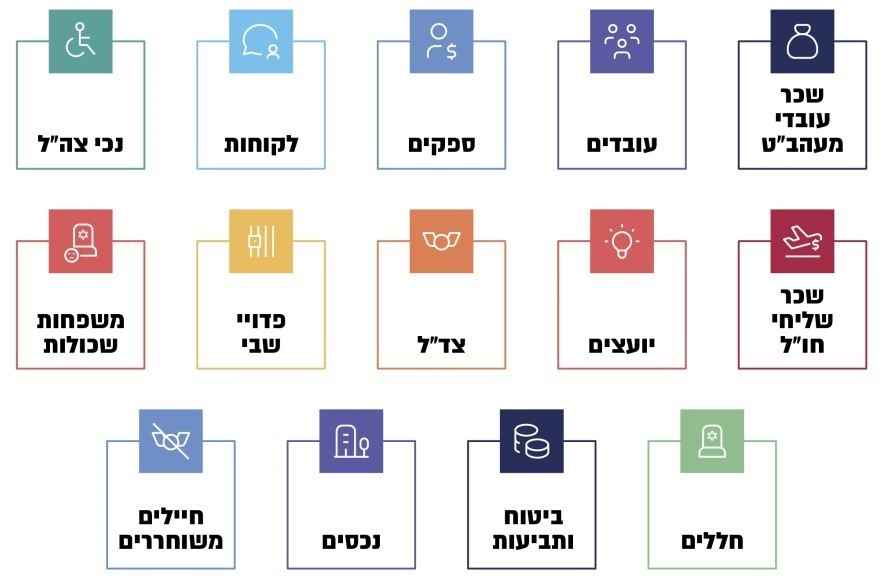 שכר
עובדי
מעהב"ט
עובדים
ספקים
לקוחות
נכי צה"ל
שכר
שליחי
חו"ל
יועצים
צד"ל
פדויי
שבי
משפחות
שכולות
חללים
ביטוח
ותביעות
נכסים
חיילים
משוחררים